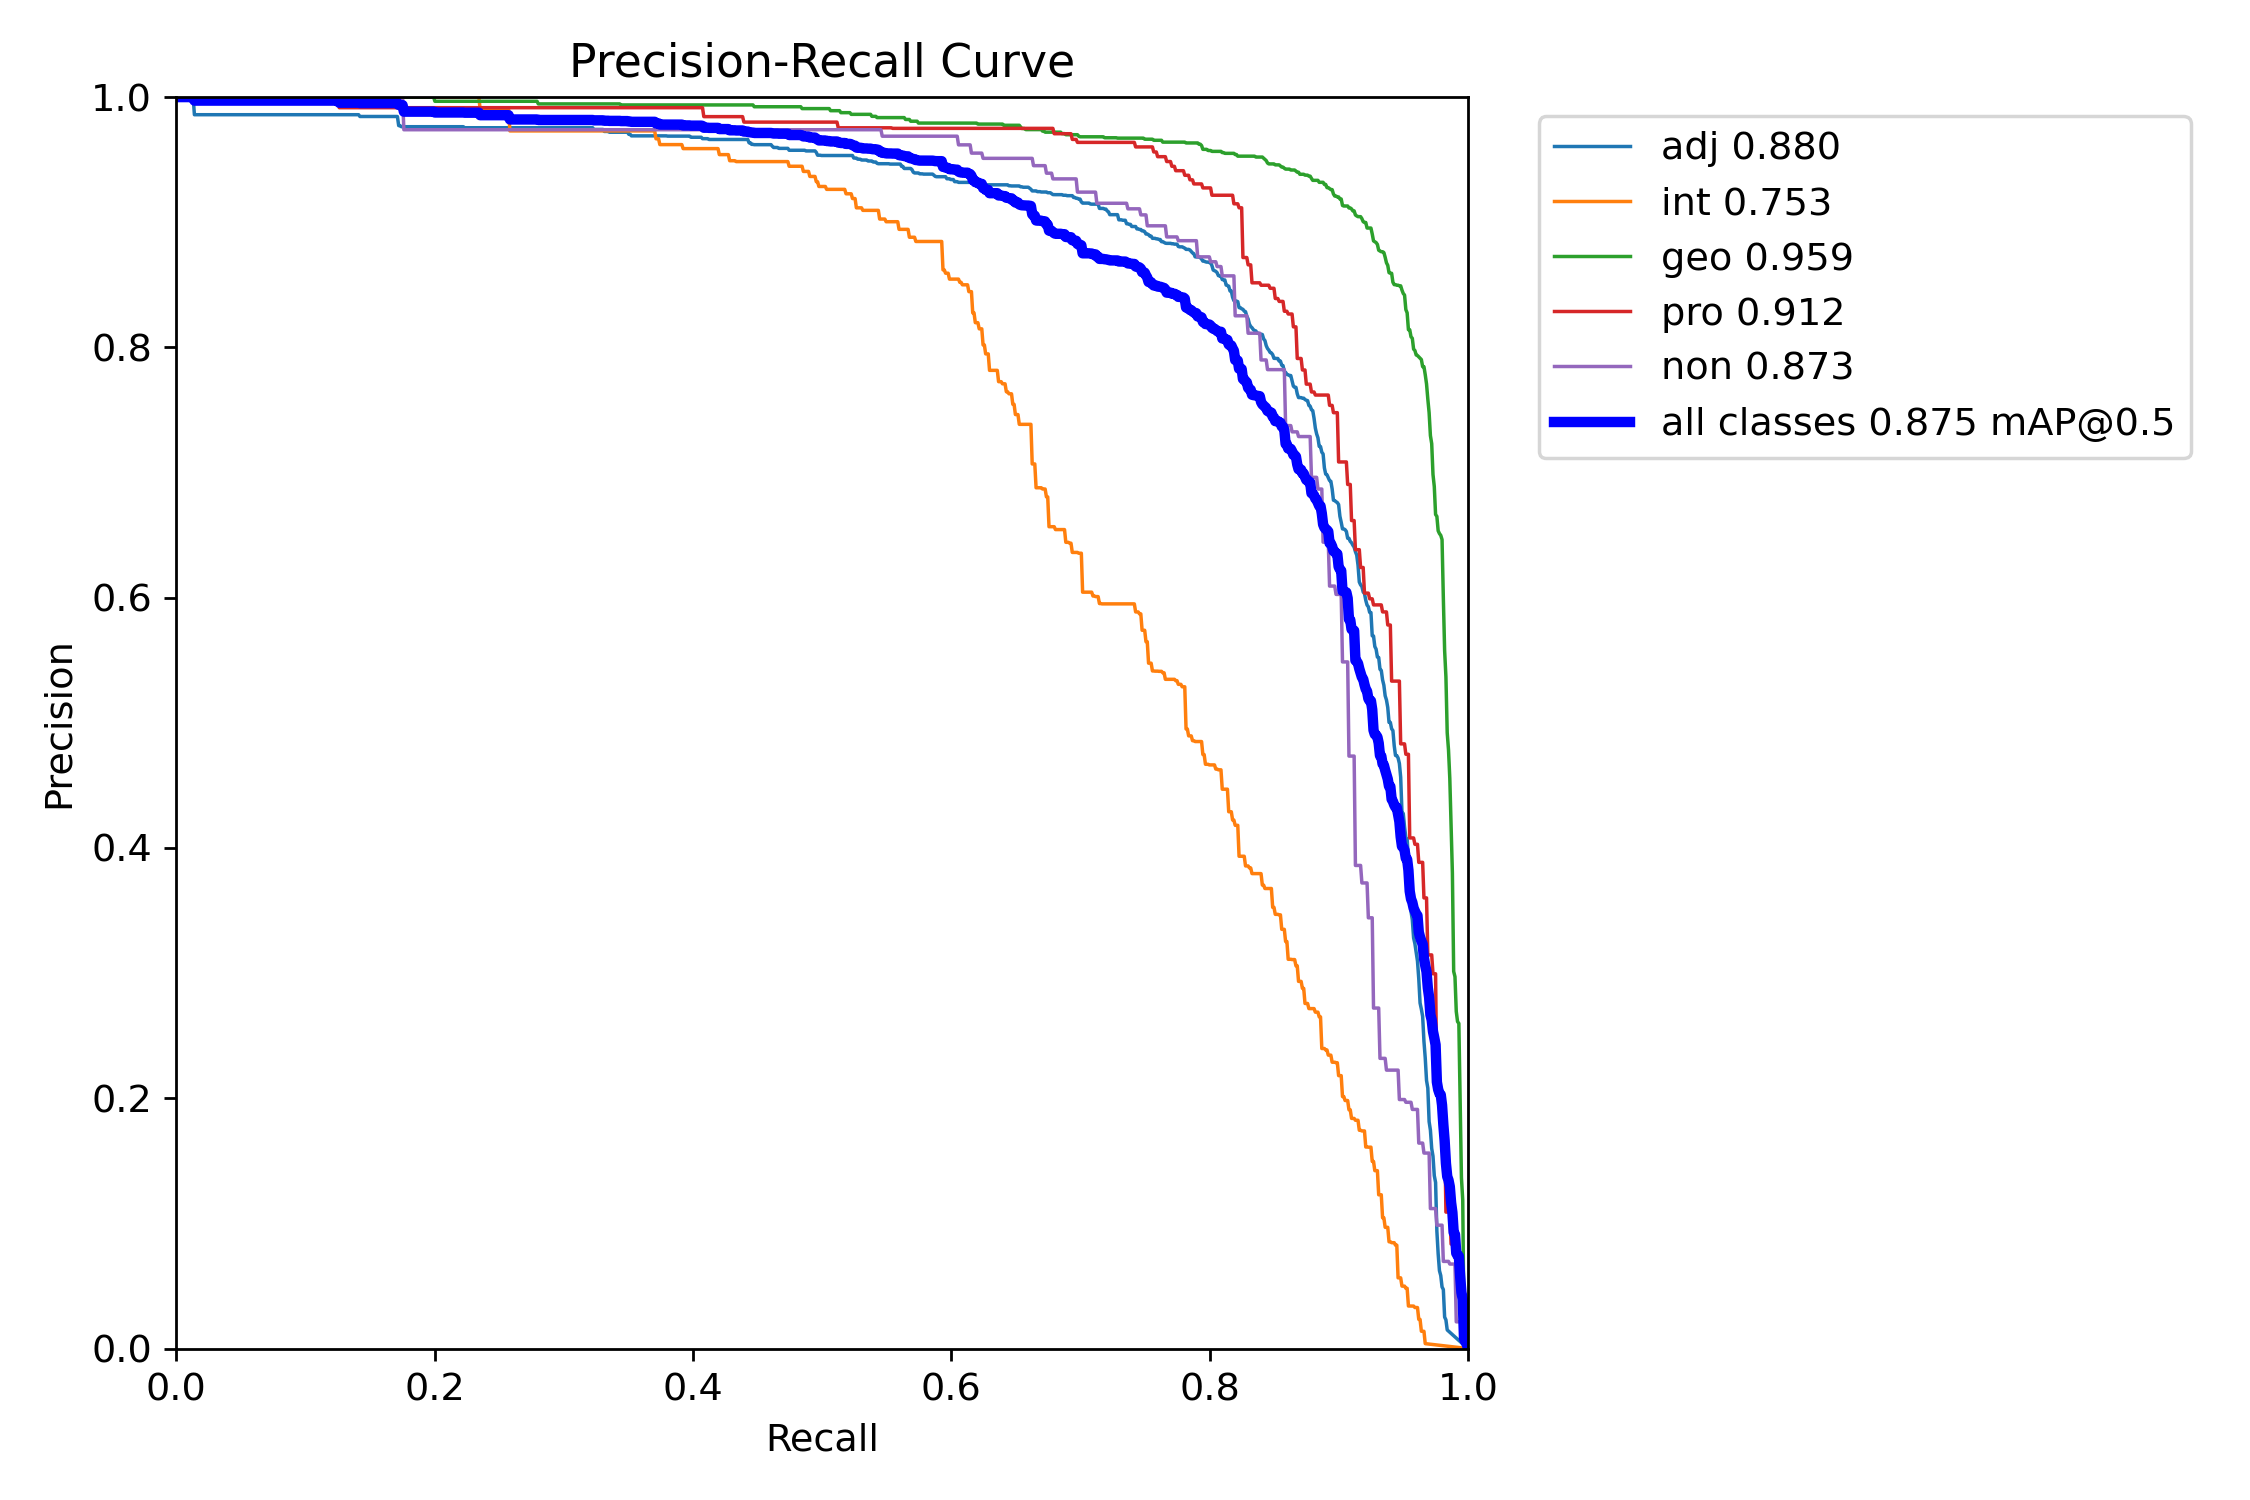 Precision-Recall Curve
1.0
0.8
0.6
0.4
0.2
0.0
Precision
0.0 0.2 0.4 0.6 0.8 1.0
Recall
adj 0.880
int 0.753
geo 0.959
pro 0.912
non 0.873
all classes 0.875 mAP@0.5